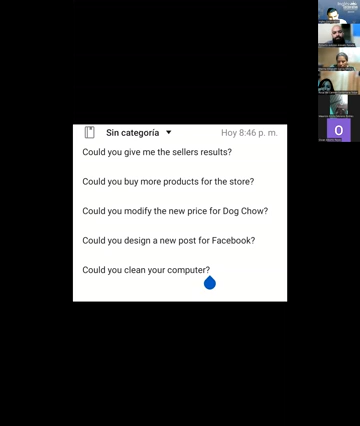 Sin categoría
Hoy 8:46 p. m.
Could you give me the sellers results?
Could you buy more products for the store?
Could you modify the new price for Dog Chow?
Could you design a new post for Facebook?
Could you clean your computer?
O